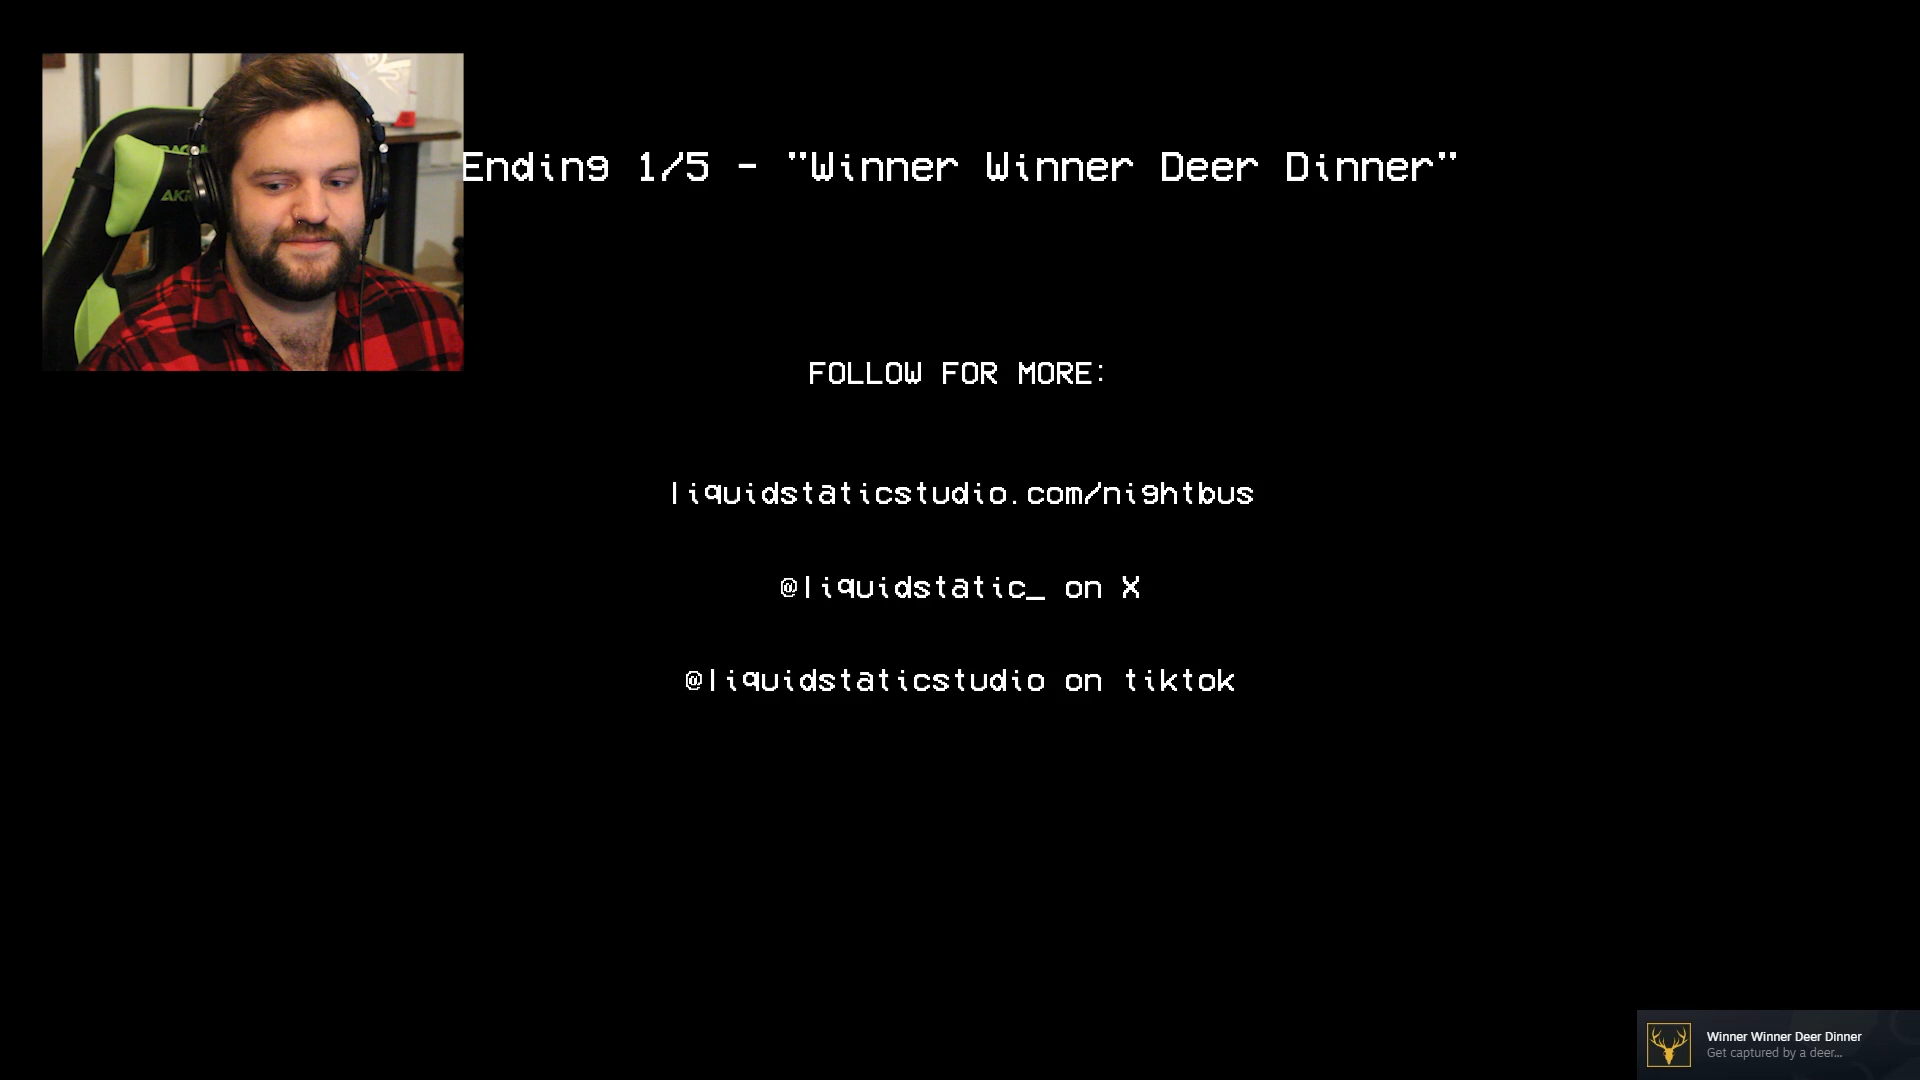 Ending 1/5 - "Winner Winner Deer Dinner"
FOLLOW FOR MORE:
liquidstaticstudio.com/nightbus
@liquidstatic_ on X
@liquidstaticstudio on tiktok
Winner Winner Deer Dinner
Get captured by a deer...